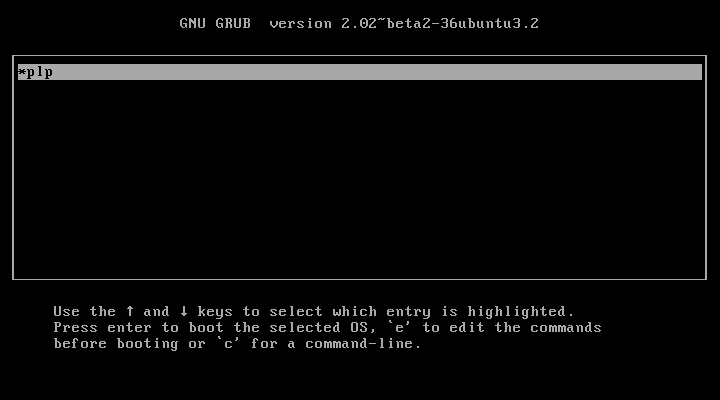 GNU GRUB  version 2.02~beta2-36ubuntu3.2
*plp
Use the ↑ and ↓ keys to select which entry is highlighted.
Press enter to boot the selected OS, `e' to edit the commands
before booting or `c' for a command-line.